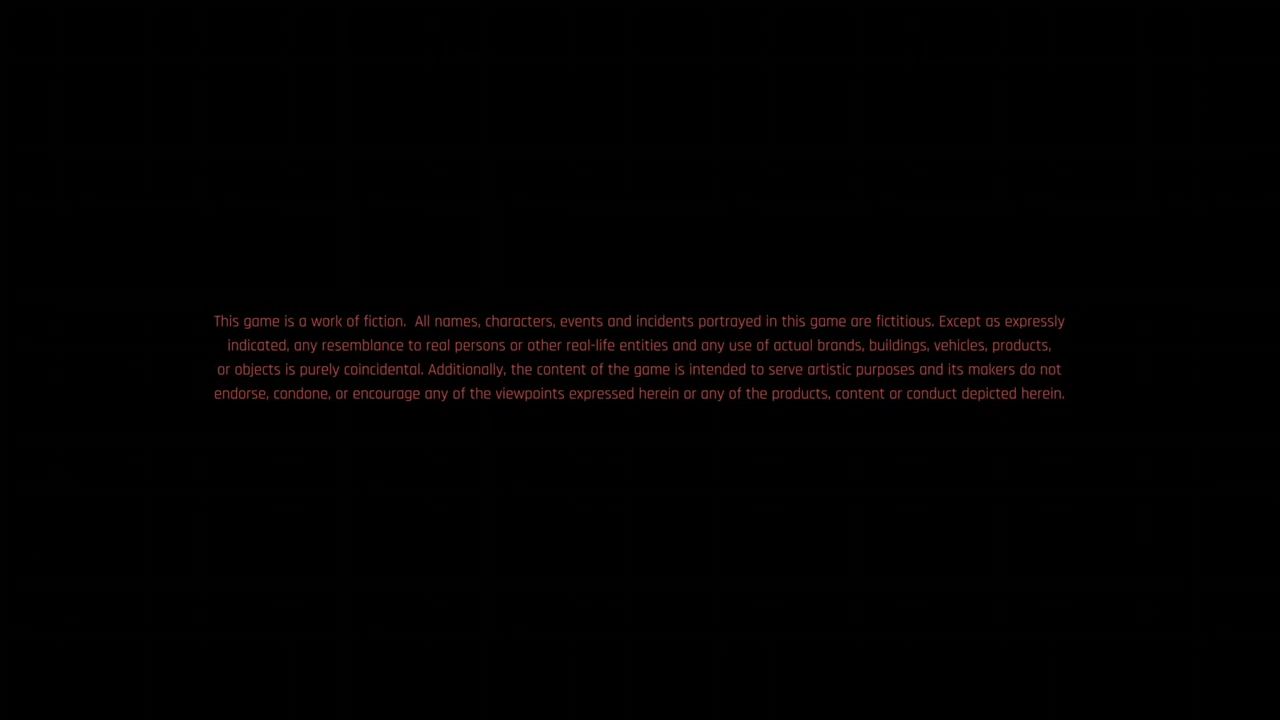 This game is a work of fiction.  All names, characters, events and incidents portrayed in this game are fictitious. Except as expressly
indicated, any resemblance to real persons or other real-life entities and any use of actual brands, buildings, vehicles, products,
or objects is purely coincidental. Additionally, the content of the game is intended to serve artistic purposes and its makers do not
endorse, condone, or encourage any of the viewpoints expressed herein or any of the products, content or conduct depicted herein.